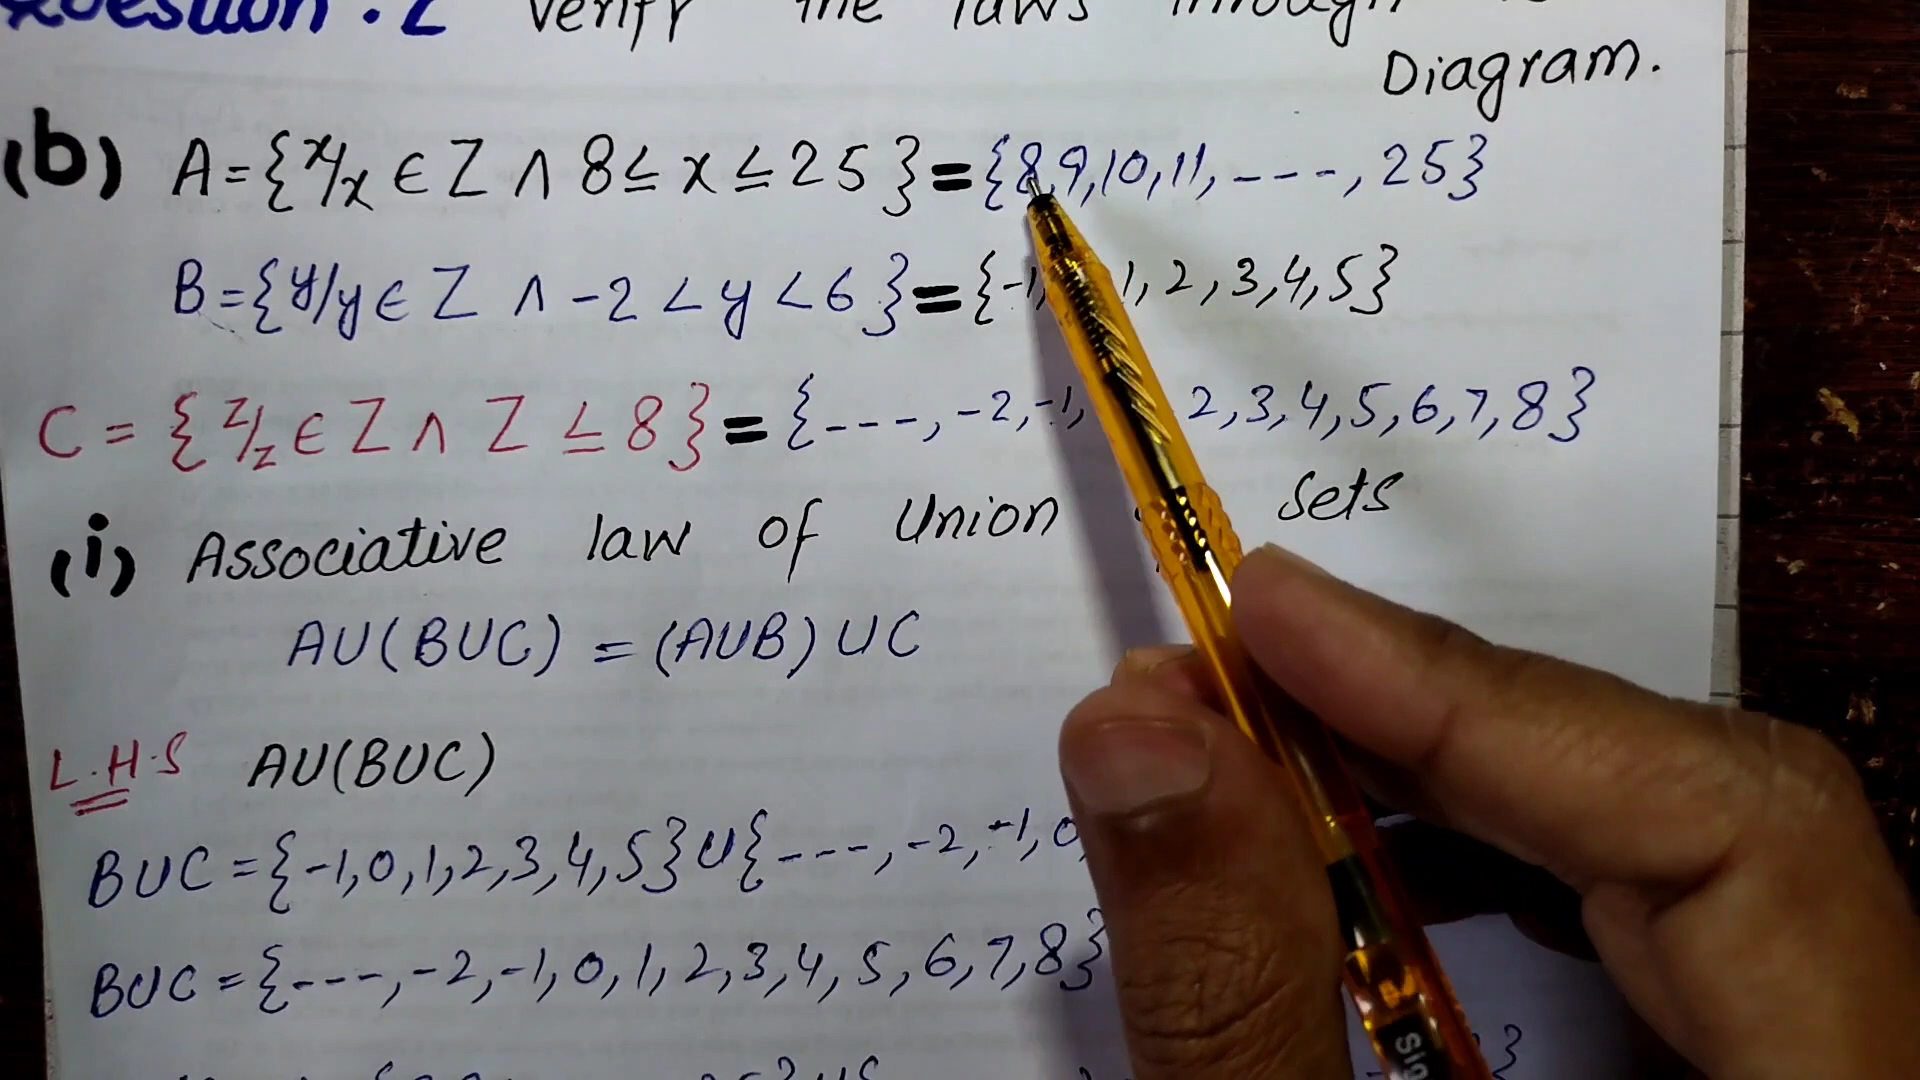 Question.2 Verify the laws through
Diagram.
(b) A={x/x ∈ Z ∧ 8≤ x ≤ 25}={8,9,10,11,----,25}
B={y/y ∈ Z ∧ -2 < y < 6}={-1, 1,2,3,4,5}
C = {z/z ∈ Z ∧ Z ≤ 8}={----,-2,-1, 2,3,4,5,6,7,8}
(i) Associative law of Union sets
AU(BUC) = (AUB)UC
L.H.S AU(BUC)
BUC={-1,0,1,2,3,4,5}U{----,-2,-1,0,
BUC={----,-2,-1,0,1,2,3,4,5,6,7,8}